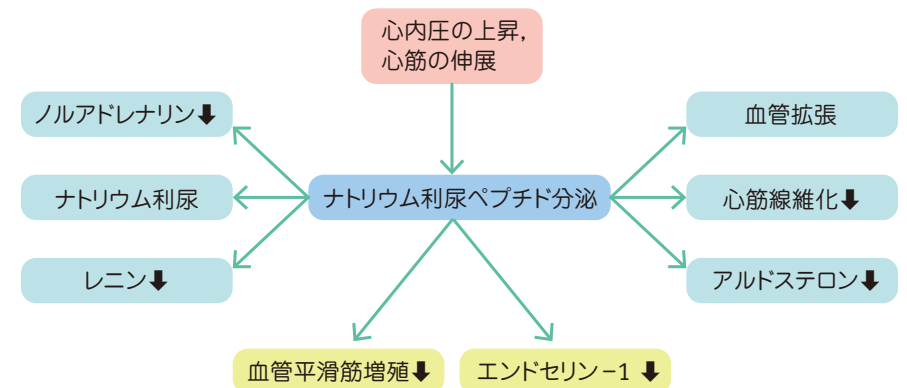 心内圧の上昇,
心筋の伸展
ノルアドレナリン⬇
血管拡張
ナトリウム利尿
ナトリウム利尿ペプチド分泌
心筋線維化⬇
レニン⬇
アルドステロン⬇
血管平滑筋増殖⬇
エンドセリン−1 ⬇